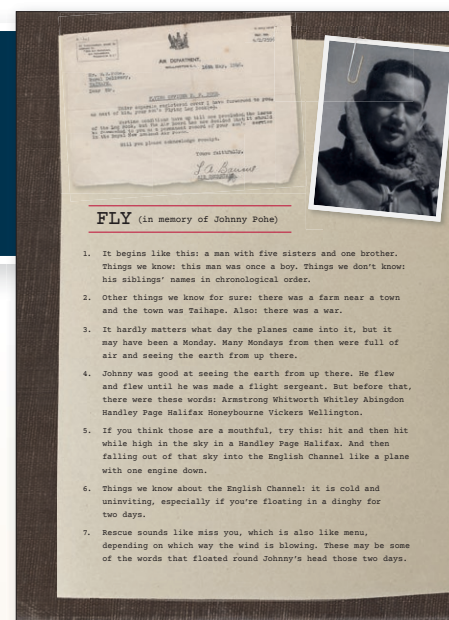 AIR DEPARTMENT,
Dear Sir,
Will you please acknowledge receipt.
Yours faithfully,
FLY (in memory of Johnny Pohe)
1. It begins like this: a man with five sisters and one brother.
Things we know: this man was once a boy. Things we don't know:
his siblings' names in chronological order.
2. Other things we know for sure: there was a farm near a town
and the town was Taihape. Also: there was a war.
3. It hardly matters what day the planes came into it, but it
may have been a Monday. Many Mondays from then were full of
air and seeing the earth from up there.
4. Johnny was good at seeing the earth from up there. He flew
and flew until he was made a flight sergeant. But before that,
there were these words: Armstrong Whitworth Whitley Abingdon
Handley Page Halifax Honeybourne Vickers Wellington.
5. If you think those are a mouthful, try this: hit and then hit
while high in the sky in a Handley Page Halifax. And then
falling out of that sky into the English Channel like a plane
with one engine down.
6. Things we know about the English Channel: it is cold and
uninviting, especially if you're floating in a dinghy for
two days.
7. Rescue sounds like miss you, which is also like menu,
depending on which way the wind is blowing. These may be some
of the words that floated round Johnny's head those two days.